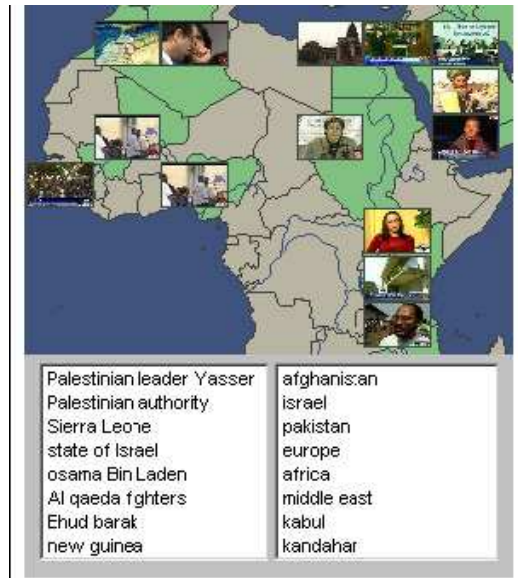 Palestinian leader Yasser
Palestinian authority
Sierra Leone
state of Israel
osama Bin Laden
Al qaeda fghters
Ehud barak
new guinea
afghanistan
israel
pakistan
europe
africa
middle east
kabul
kandahar